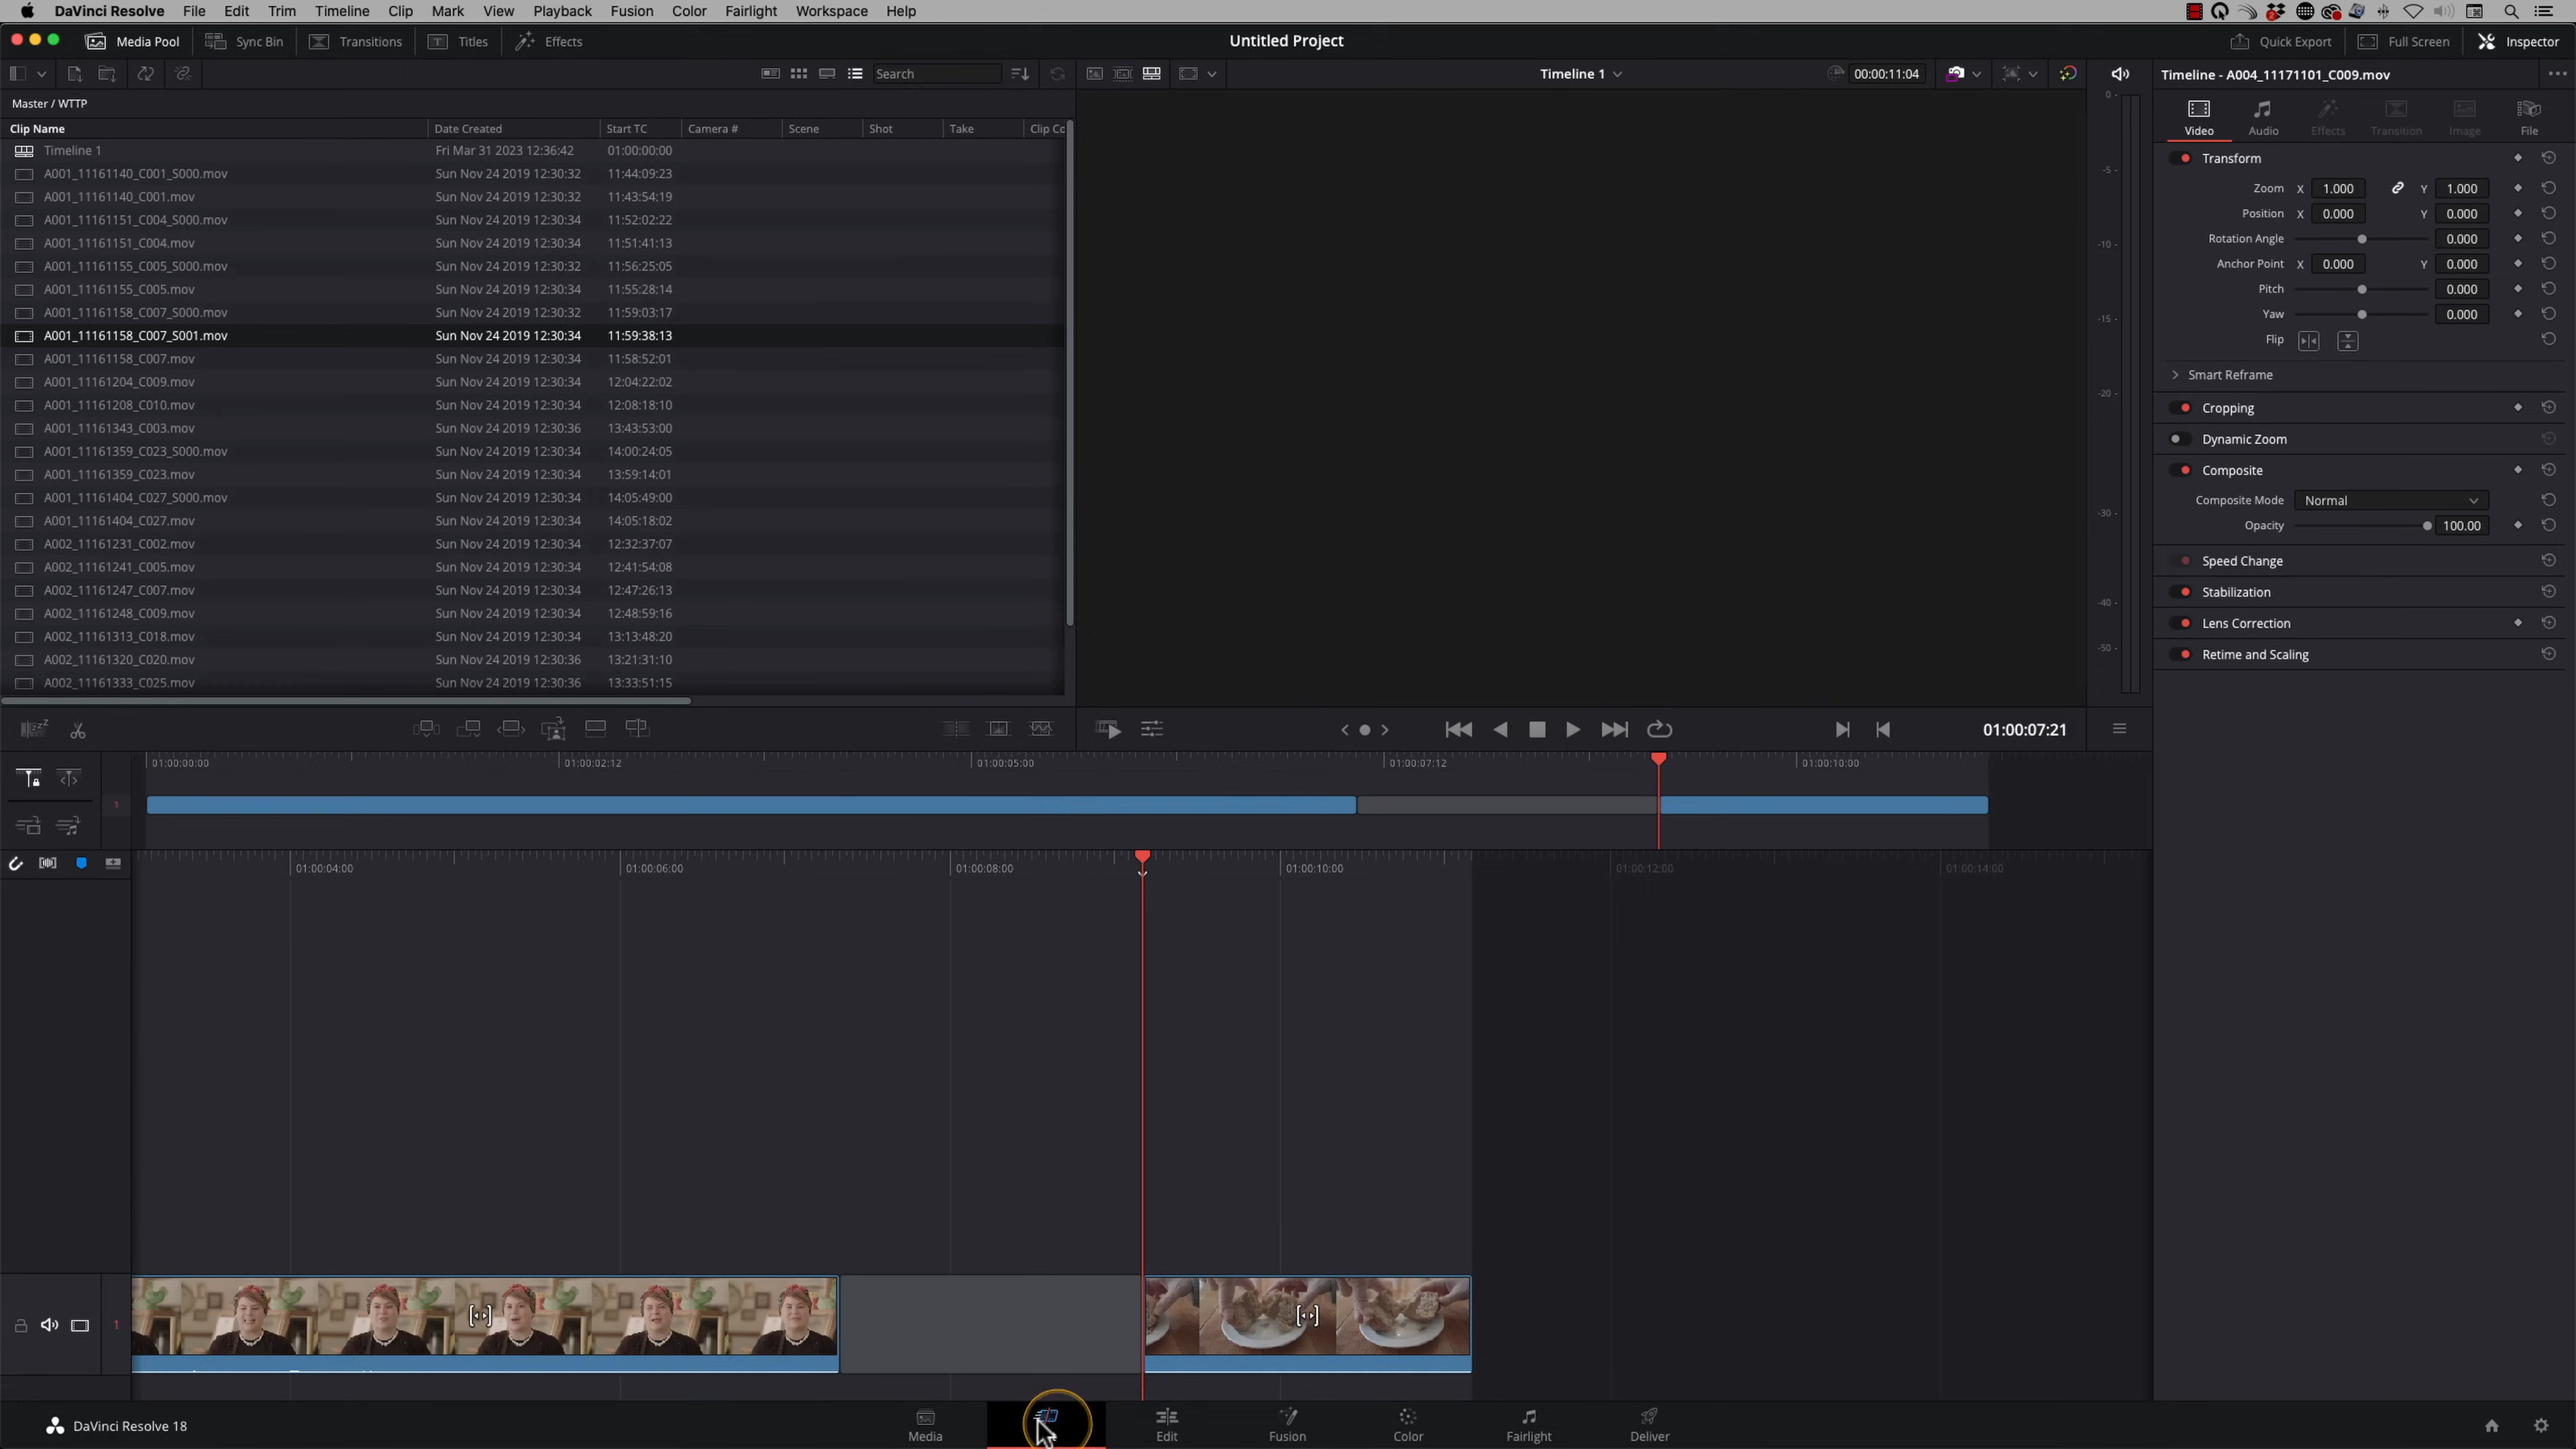 DaVinci Resolve File Edit Trim Timeline Clip Mark View Playback Fusion Color Fairlight Workspace Help
Media Pool Sync Bin Transitions Titles Effects Untitled Project Quick Export Full Screen Inspector
Search Timeline 1 00:00:11:04 Timeline - A004_11171101_C009.mov
Master / WTTP
Clip Name Date Created Start TC Camera # Scene Shot Take Clip Co
Timeline 1 Fri Mar 31 2023 12:36:42 01:00:00:00
A001_11161140_C001_S000.mov Sun Nov 24 2019 12:30:32 11:44:09:23
A001_11161140_C001.mov Sun Nov 24 2019 12:30:32 11:43:54:19
A001_11161151_C004_S000.mov Sun Nov 24 2019 12:30:34 11:52:02:22
A001_11161151_C004.mov Sun Nov 24 2019 12:30:34 11:51:41:13
A001_11161155_C005_S000.mov Sun Nov 24 2019 12:30:32 11:56:25:05
A001_11161155_C005.mov Sun Nov 24 2019 12:30:34 11:55:28:14
A001_11161158_C007_S000.mov Sun Nov 24 2019 12:30:32 11:59:03:17
A001_11161158_C007_S001.mov Sun Nov 24 2019 12:30:34 11:59:38:13
A001_11161158_C007.mov Sun Nov 24 2019 12:30:34 11:58:52:01
A001_11161204_C009.mov Sun Nov 24 2019 12:30:34 12:04:22:02
A001_11161208_C010.mov Sun Nov 24 2019 12:30:34 12:08:18:10
A001_11161343_C003.mov Sun Nov 24 2019 12:30:36 13:43:53:00
A001_11161359_C023_S000.mov Sun Nov 24 2019 12:30:34 14:00:24:05
A001_11161359_C023.mov Sun Nov 24 2019 12:30:34 13:59:14:01
A001_11161404_C027_S000.mov Sun Nov 24 2019 12:30:34 14:05:49:00
A001_11161404_C027.mov Sun Nov 24 2019 12:30:34 14:05:18:02
A002_11161231_C002.mov Sun Nov 24 2019 12:30:34 12:32:37:07
A002_11161241_C005.mov Sun Nov 24 2019 12:30:34 12:41:54:08
A002_11161247_C007.mov Sun Nov 24 2019 12:30:34 12:47:26:13
A002_11161248_C009.mov Sun Nov 24 2019 12:30:34 12:48:59:16
A002_11161313_C018.mov Sun Nov 24 2019 12:30:34 13:13:48:20
A002_11161320_C020.mov Sun Nov 24 2019 12:30:36 13:21:31:10
A002_11161333_C025.mov Sun Nov 24 2019 12:30:36 13:33:51:15
0
-5
-10
-15
-20
-30
-40
-50
Video Audio Effects Transition Image File
Transform
Zoom X 1.000 Y 1.000
Position X 0.000 Y 0.000
Rotation Angle 0.000
Anchor Point X 0.000 Y 0.000
Pitch 0.000
Yaw 0.000
Flip
Smart Reframe
Cropping
Dynamic Zoom
Composite
Composite Mode Normal
Opacity 100.00
Speed Change
Stabilization
Lens Correction
Retime and Scaling
01:00:07:21
01:00:00:00 01:00:02:12 01:00:05:00 01:00:07:12 01:00:10:00
1
01:00:04:00 01:00:06:00 01:00:08:00 01:00:10:00 01:00:12:00 01:00:14:00
1
DaVinci Resolve 18 Media Edit Fusion Color Fairlight Deliver